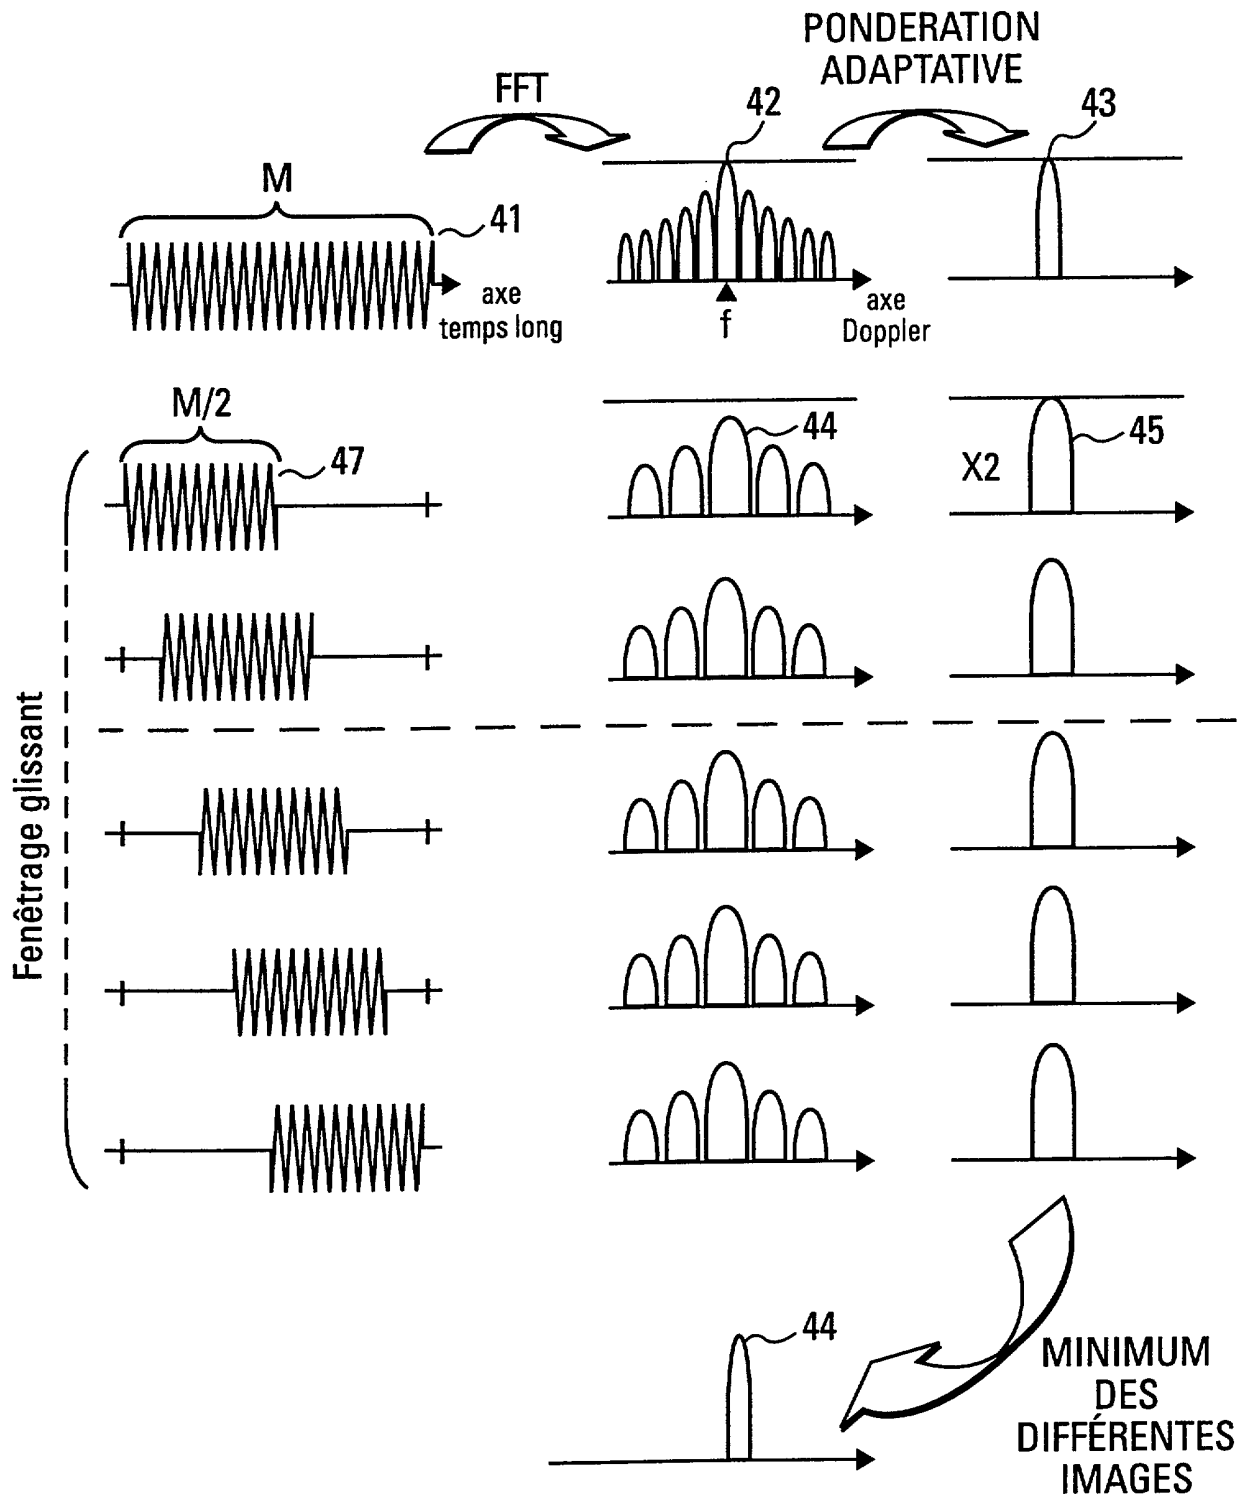 PONDERATION
ADAPTATIVE
FFT
42
43
M
41
axe
temps long
f
axe
Doppler
M/2
47
44
X2
45
Fenêtrage glissant
44
MINIMUM
DES
DIFFÉRENTES
IMAGES